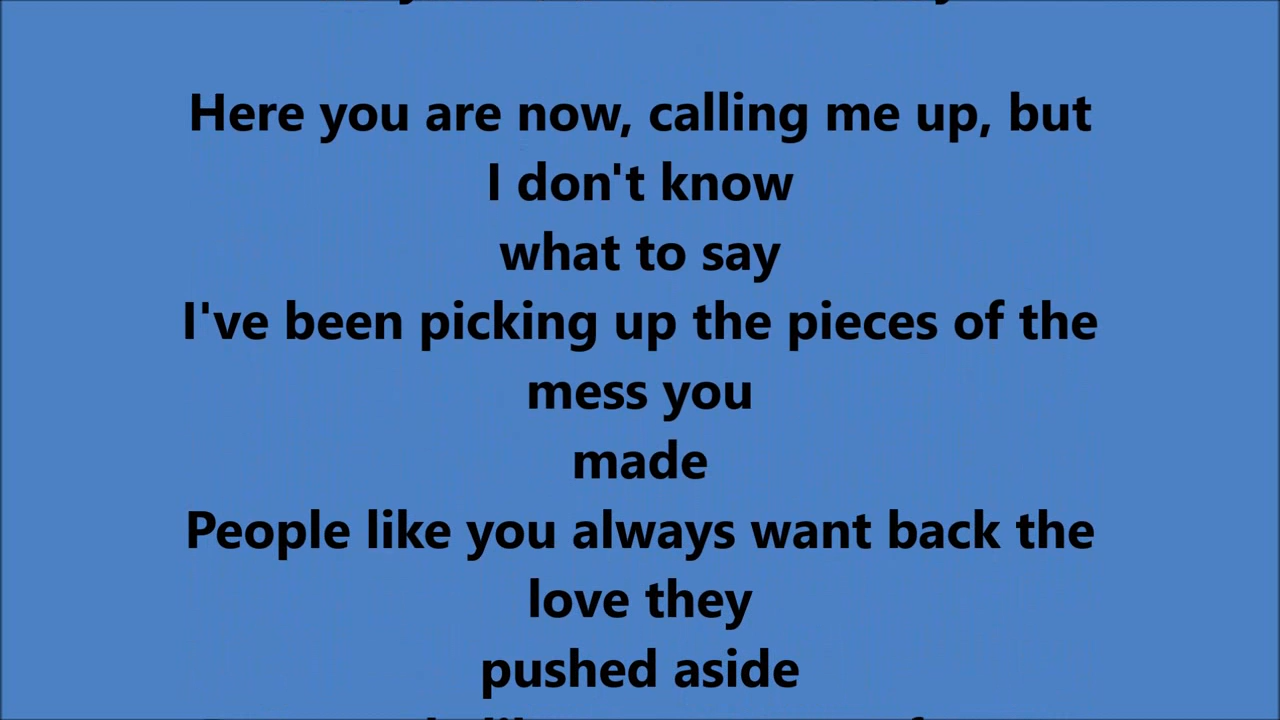 Here you are now, calling me up, but
I don't know
what to say
I've been picking up the pieces of the
mess you
made
People like you always want back the
love they
pushed aside